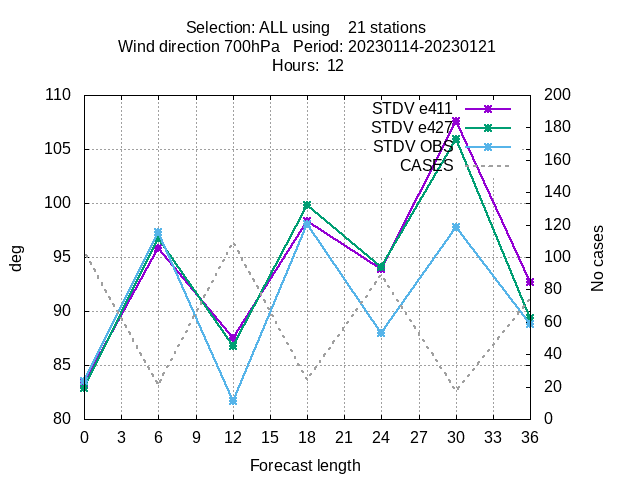 Selection: ALL using    21 stations
Wind direction 700hPa   Period: 20230114-20230121
Hours:  12
110
105
100
95
90
85
80
deg
200
180
160
140
120
100
80
60
40
20
0
No cases
STDV e411
STDV e427
STDV OBS
CASES
0 3 6 9 12 15 18 21 24 27 30 33 36
Forecast length